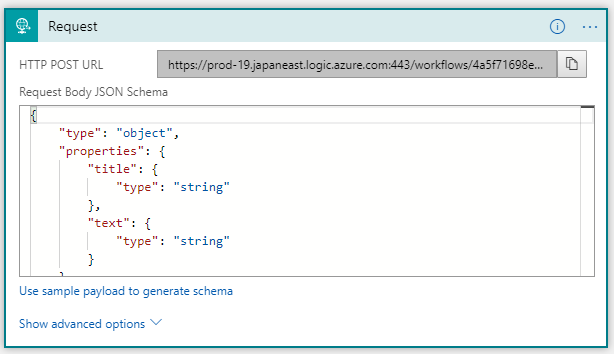 Request
HTTP POST URL
https://prod-19.japaneast.logic.azure.com:443/workflows/4a5f71698e...
Request Body JSON Schema
{
    "type": "object",
    "properties": {
        "title": {
            "type": "string"
        },
        "text": {
            "type": "string"
        }
Use sample payload to generate schema
Show advanced options